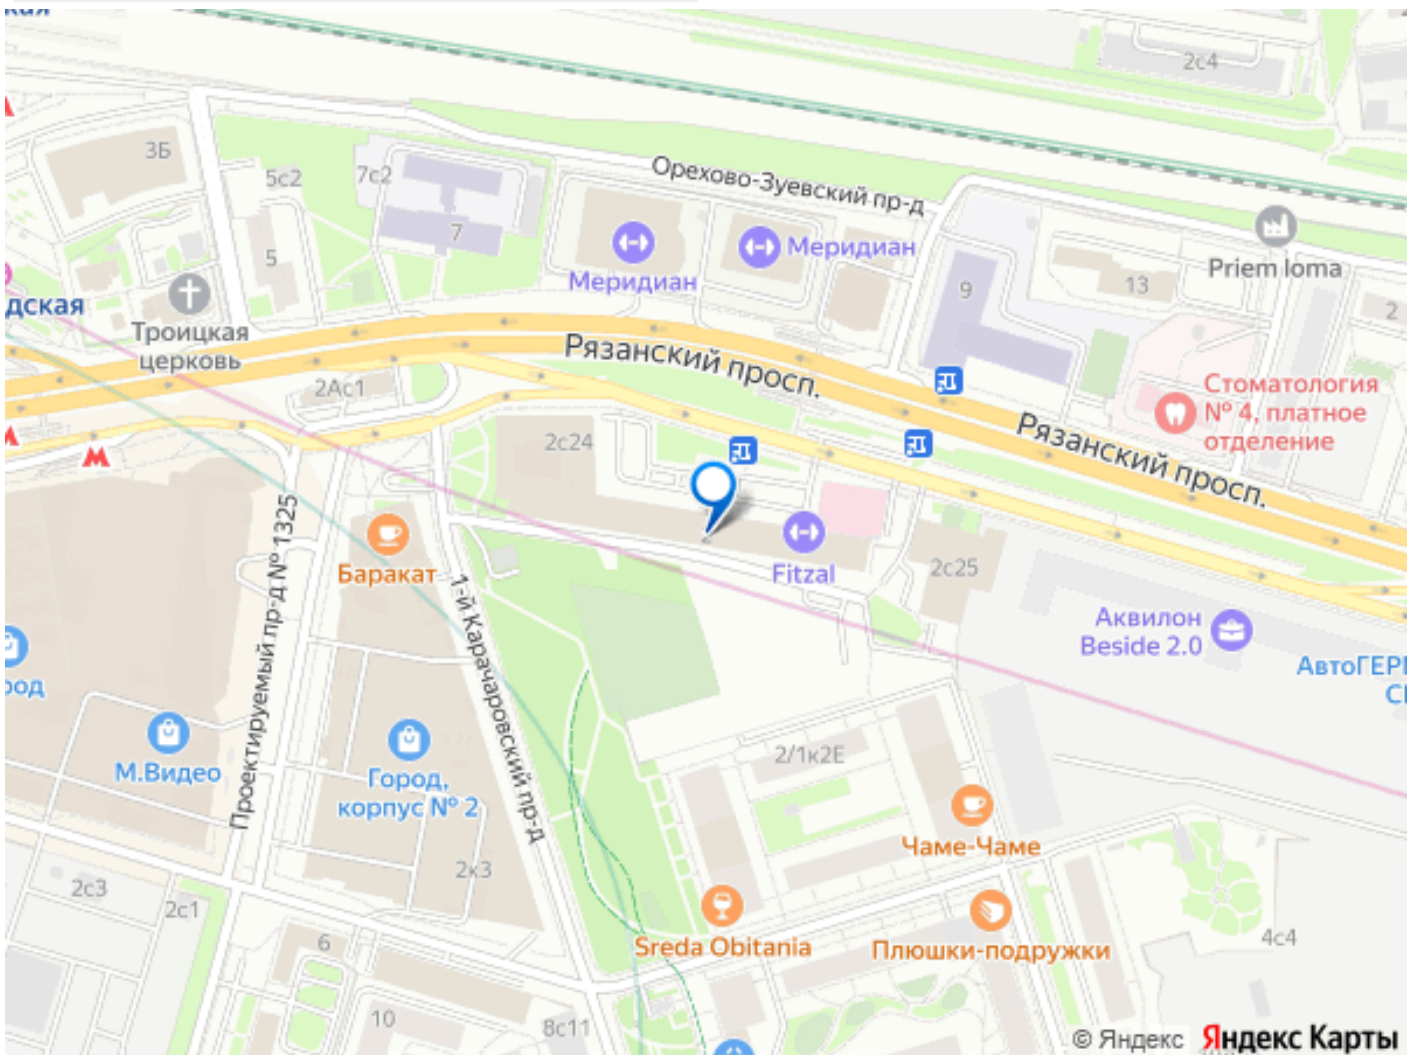 2с4
3Б
5с2
7с2
Орехово-Зуевский пр-д
7
5
Меридиан
Меридиан
Priem loma
9
13
2
дская
Троицкая
церковь
Рязанский просп.
2Ас1
Стоматология
№ 4, платное
отделение
Рязанский просп.
2с24
Баракат
Fitzal
2с25
Проектируемый пр-д № 1325
1-й Карачаровский пр-д
Аквилон
Beside 2.0
АвтоГЕР
род
М.Видео
Город,
корпус № 2
2/1к2Е
Чаме-Чаме
2к3
2с3
2с1
Sreda Obitania
Плюшки-подружки
4с4
6
10
8с11
© Яндекс Яндекс Карты